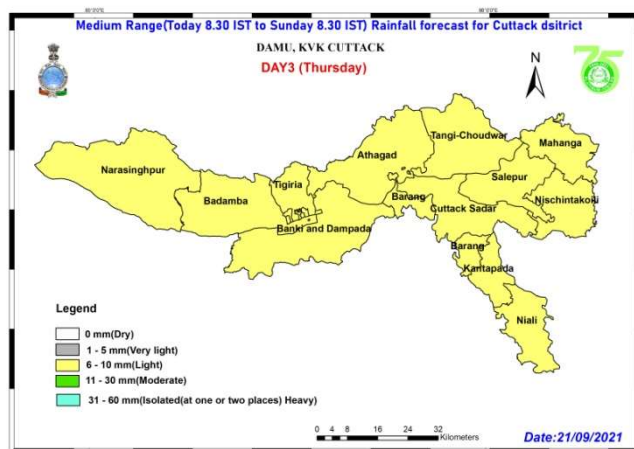 Medium Range(Today 8.30 IST to Sunday 8.30 IST) Rainfall forecast for Cuttack dsitrict
DAMU, KVK CUTTACK
DAY3 (Thursday)
N
75
Tangi-Choudwar
Mahanga
Athagad
Narasinghpur
Salepur
Tigiria
Badamba
Barang
Nischintakoili
Cuttack Sadar
Banki and Dampada
Barang
Kantapada
Niali
Legend
0 mm(Dry)
1 - 5 mm(Very light)
6 - 10 mm(Light)
11 - 30 mm(Moderate)
31 - 60 mm(Isolated(at one or two places) Heavy)
0 4 8 16 24 32
Kilometers
Date:21/09/2021